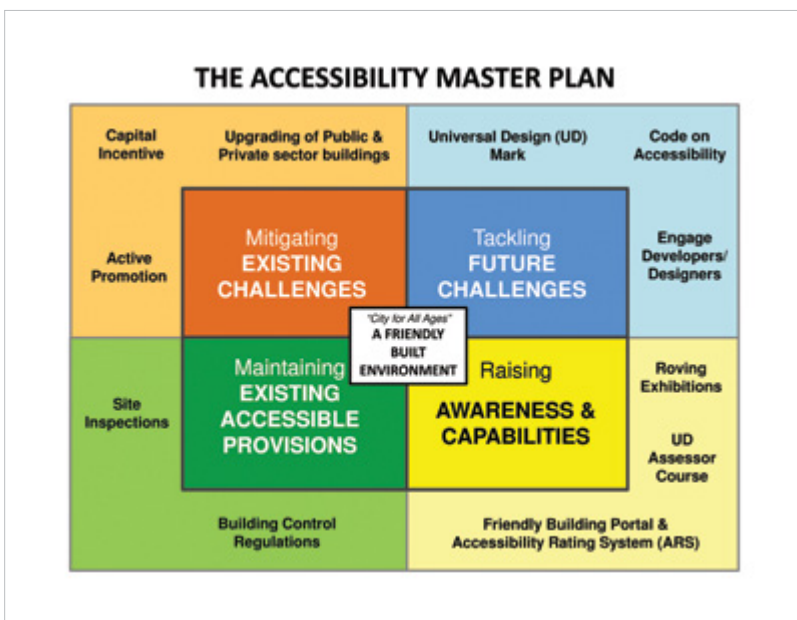 THE ACCESSIBILITY MASTER PLAN
Capital
Incentive
Upgrading of Public &
Private sector buildings
Universal Design (UD)
Mark
Code on
Accessibility
Active
Promotion
Mitigating
EXISTING
CHALLENGES
Tackling
FUTURE
CHALLENGES
Engage
Developers/
Designers
"City for All Ages"
A FRIENDLY
BUILT
ENVIRONMENT
Site
Inspections
Maintaining
EXISTING
ACCESSIBLE
PROVISIONS
Raising
AWARENESS &
CAPABILITIES
Roving
Exhibitions
UD
Assessor
Course
Building Control
Regulations
Friendly Building Portal &
Accessibility Rating System (ARS)